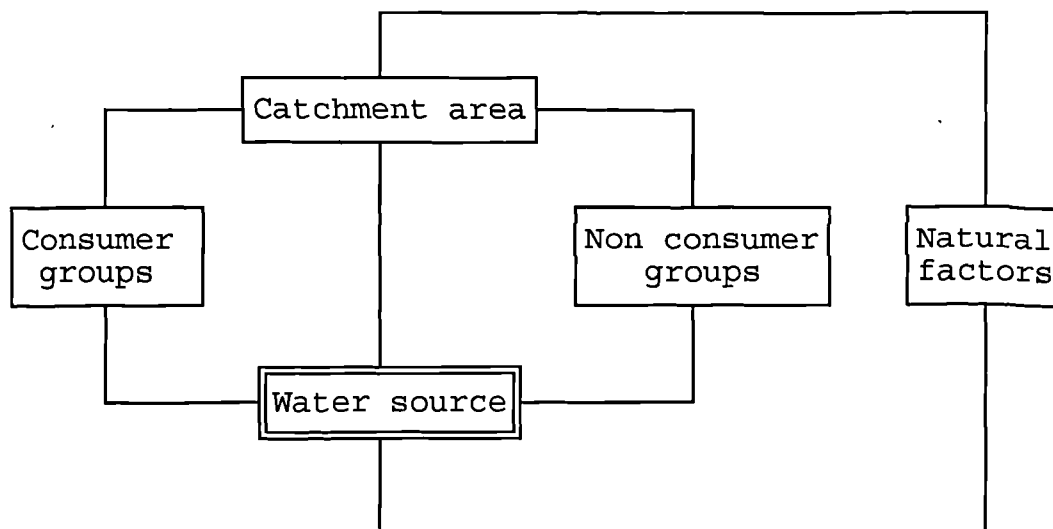 Catchment area
Consumer
groups
Non consumer
groups
Natural
factors
Water source